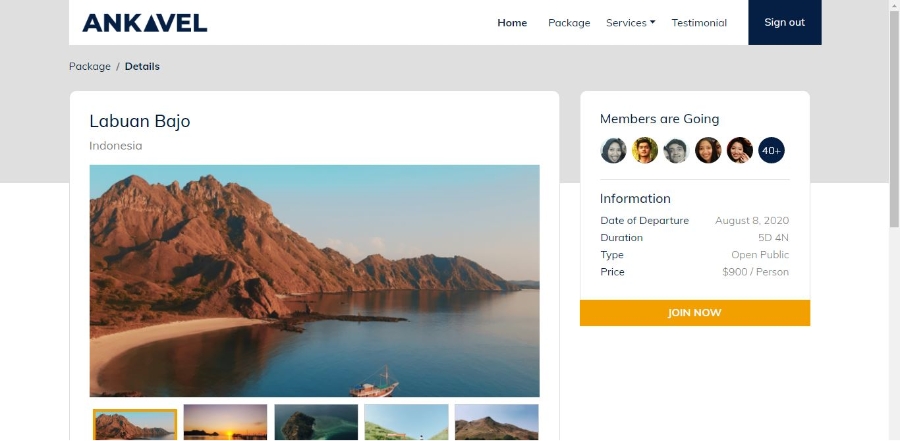 ANKAVEL
Home Package Services Testimonial Sign out
Package / Details
Labuan Bajo
Indonesia
Members are Going
40+
Information
Date of Departure August 8, 2020
Duration 5D 4N
Type Open Public
Price $900 / Person
JOIN NOW